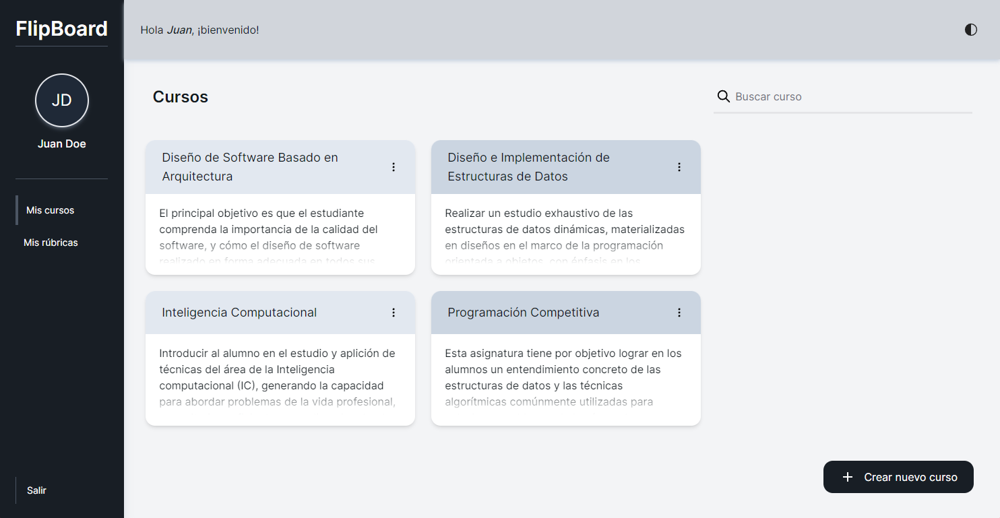 FlipBoard
JD
Juan Doe
Mis cursos
Mis rúbricas
Salir
Hola Juan, ¡bienvenido!
Cursos
Buscar curso
Diseño de Software Basado en
Arquitectura
El principal objetivo es que el estudiante
comprenda la importancia de la calidad del
software, y cómo el diseño de software
realizado en forma adecuada en todos sus
Diseño e Implementación de
Estructuras de Datos
Realizar un estudio exhaustivo de las
estructuras de datos dinámicas, materializadas
en diseños en el marco de la programación
orientada a objetos, con énfasis en los
Inteligencia Computacional
Introducir al alumno en el estudio y aplición de
técnicas del área de la Inteligencia
computacional (IC), generando la capacidad
para abordar problemas de la vida profesional,
Programación Competitiva
Esta asignatura tiene por objetivo lograr en los
alumnos un entendimiento concreto de las
estructuras de datos y las técnicas
algorítmicas comúnmente utilizadas para
Crear nuevo curso